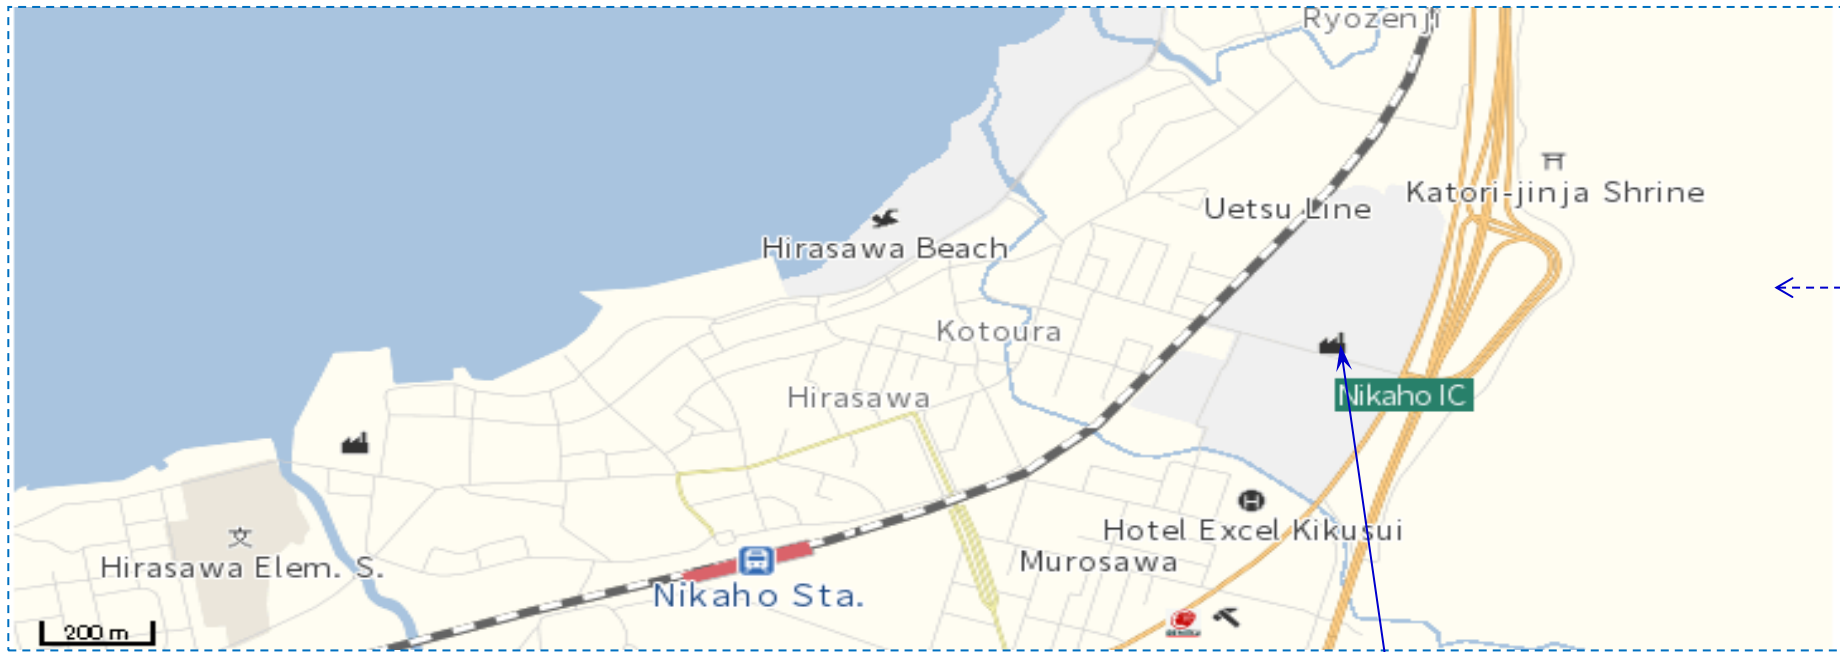 Ryozenji
Katori-jinja Shrine
Uetsu Line
Hirasawa Beach
Kotoura
Nikaho IC
Hirasawa
文
Hirasawa Elem. S.
H
Hotel Excel Kikusui
Murosawa
Nikaho Sta.
200 m